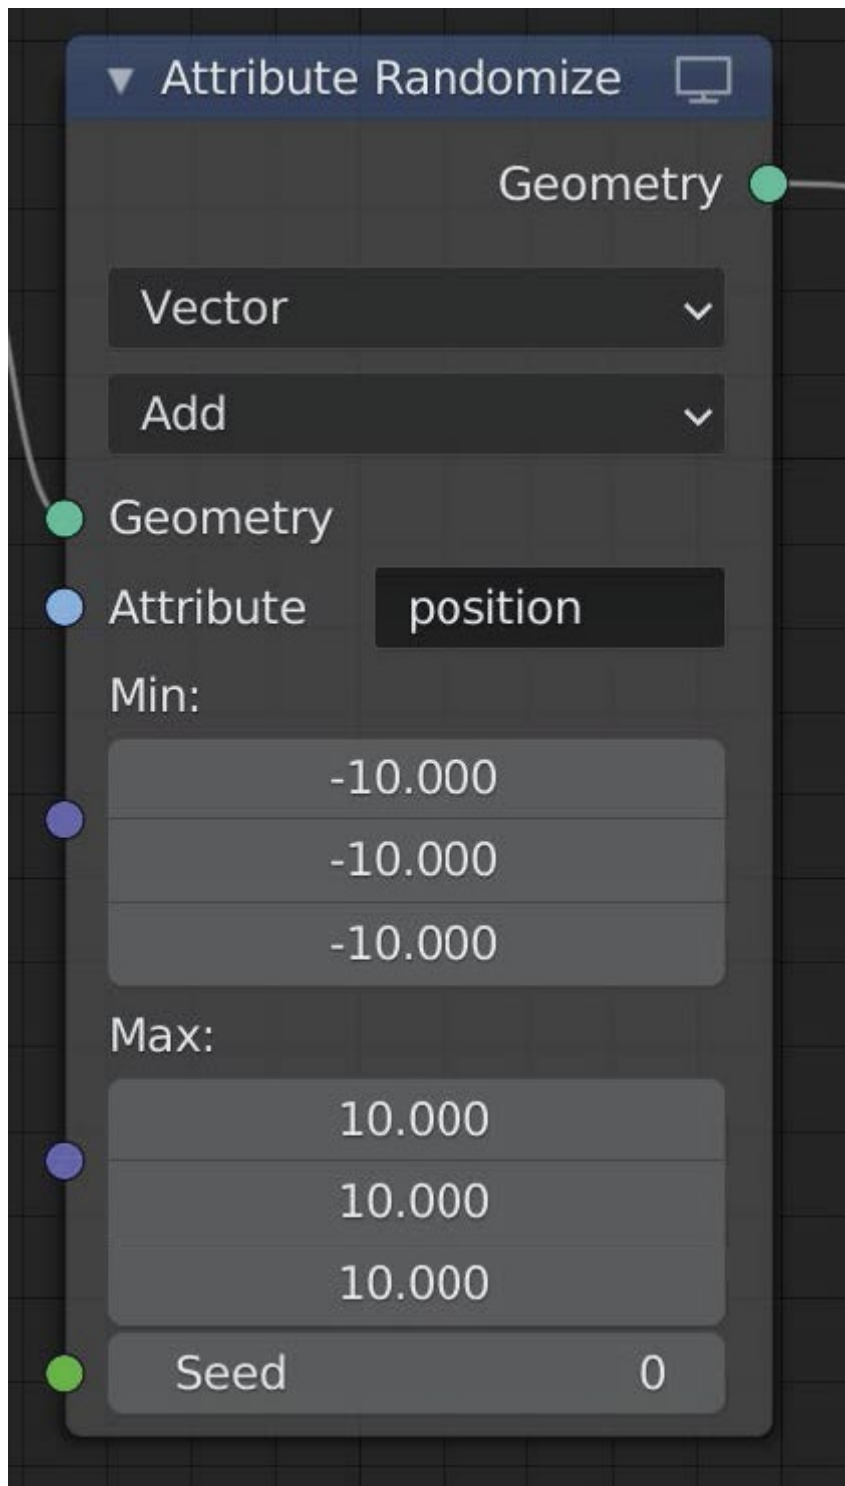 Attribute Randomize
Geometry
Vector
Add
Geometry
Attribute position
Min:
-10.000
-10.000
-10.000
Max:
10.000
10.000
10.000
Seed 0